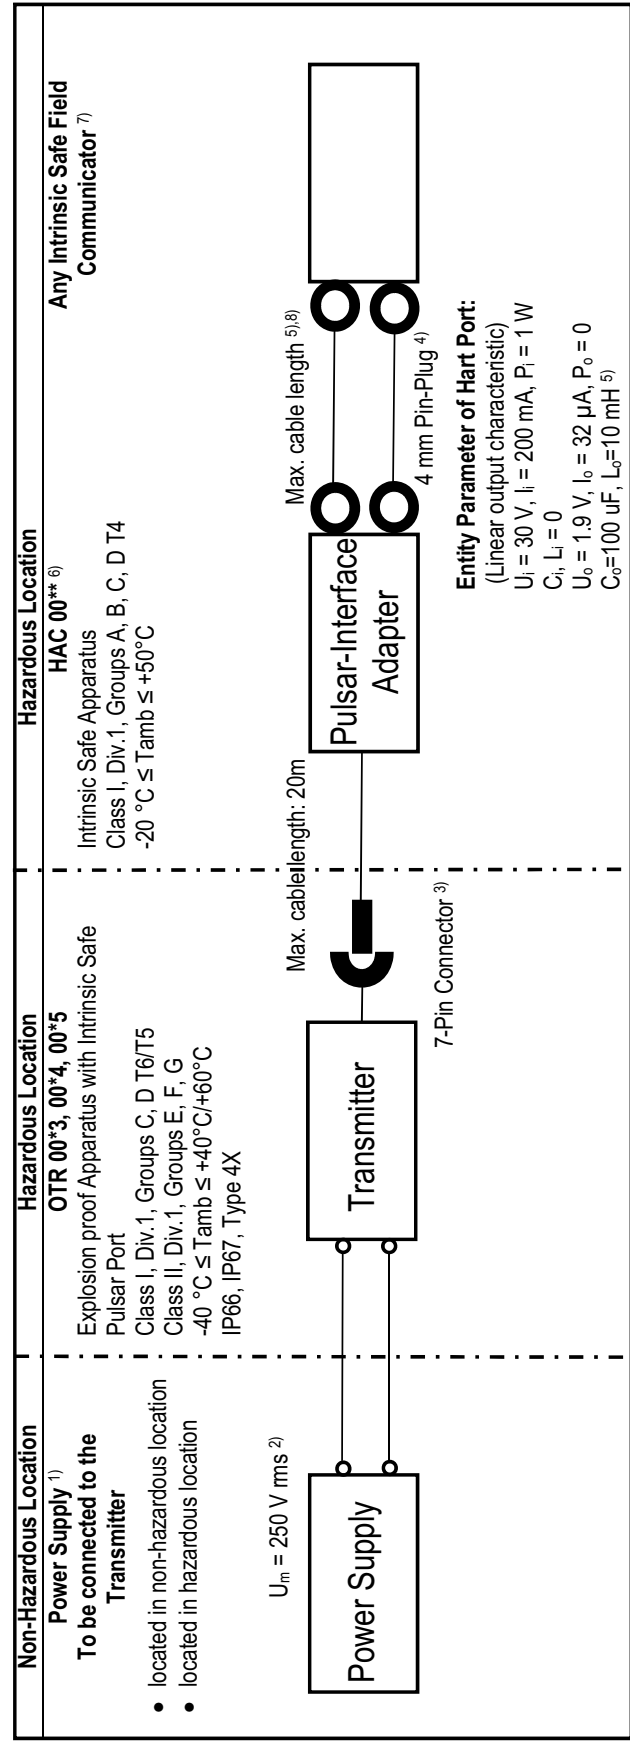 Non-Hazardous Location
Power Supply 1)
To be connected to the
Transmitter
• located in non-hazardous location
• located in hazardous location
Um = 250 V rms 2)
Power Supply
Hazardous Location
OTR 00*3, 00*4, 00*5
Explosion proof Apparatus with Intrinsic Safe
Pulsar Port
Class I, Div.1, Groups C, D T6/T5
Class II, Div.1, Groups E, F, G
-40 °C ≤ Tamb ≤ +40°C/+60°C
IP66, IP67, Type 4X
Transmitter
7-Pin Connector 3)
Max. cable length: 20m
Hazardous Location
HAC 00** 6)
Intrinsic Safe Apparatus
Class I, Div.1, Groups A, B, C, D T4
-20 °C ≤ Tamb ≤ +50°C
Pulsar-Interface
Adapter
Max. cable length 5),8)
4 mm Pin-Plug 4)
Any Intrinsic Safe Field
Communicator 7)
Entity Parameter of Hart Port:
(Linear output characteristic)
Ui = 30 V, Ii = 200 mA, Pi = 1 W
Ci, Li = 0
Uo = 1.9 V, Io = 32 µA, Po = 0
Co=100 uF, Lo=10 mH 5)